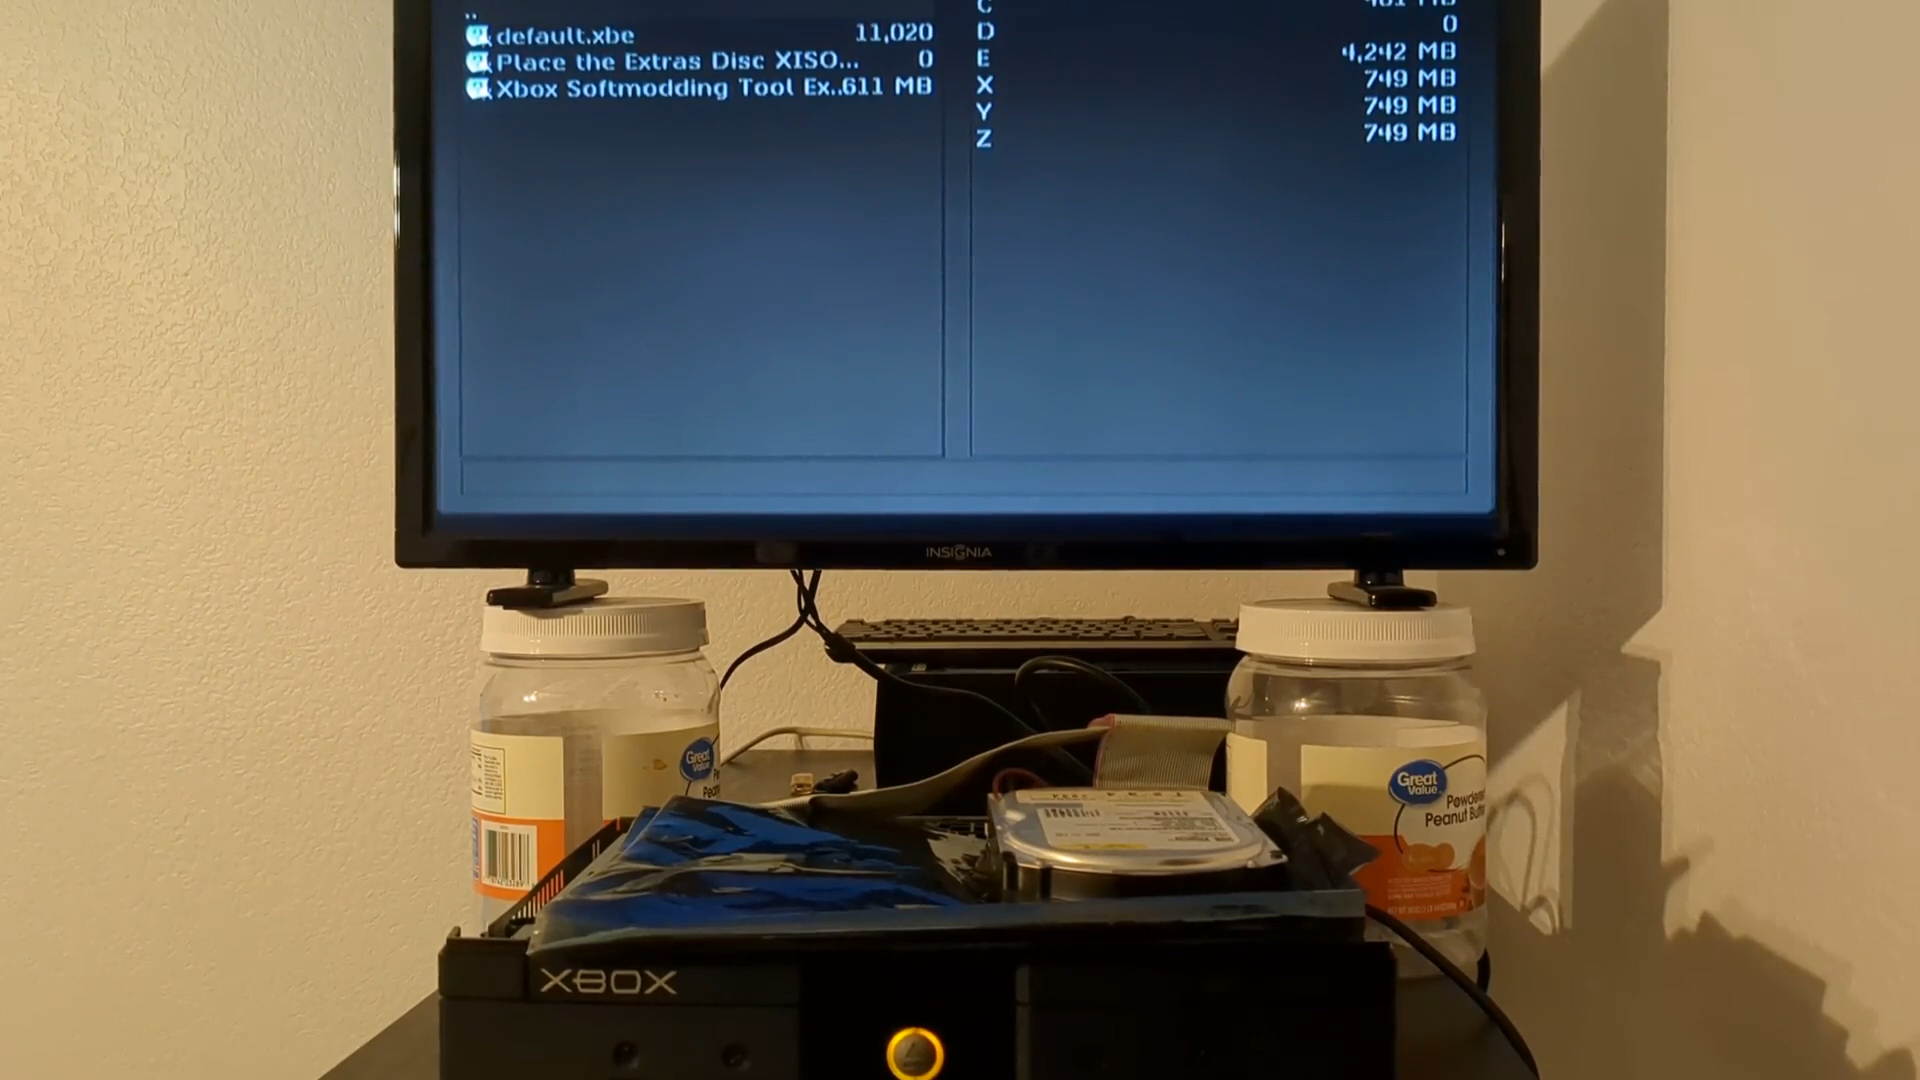 ..
default.xbe 11,020
Place the Extras Disc XISO... 0
Xbox Softmodding Tool Ex..611 MB
C
D 0
E 4,242 MB
X 749 MB
Y 749 MB
Z 749 MB
INSIGNIA
Great
Value
Great
Value
Powdered
Peanut Butt
XBOX